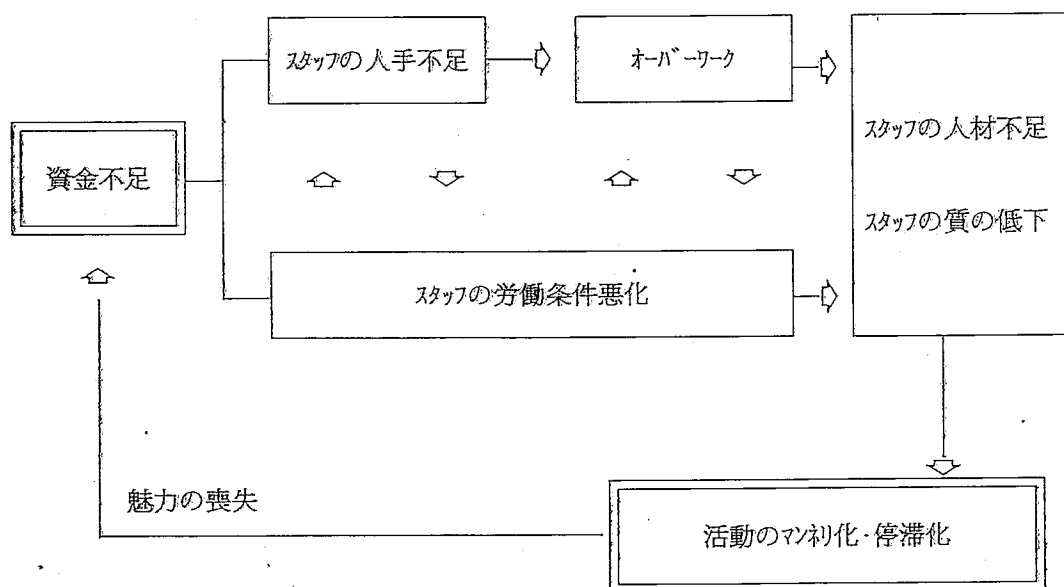 ｽﾀｯﾌの人手不足
ｵｰﾊﾞｰﾜｰｸ
ｽﾀｯﾌの人材不足
資金不足
ｽﾀｯﾌの質の低下
ｽﾀｯﾌの労働条件悪化
魅力の喪失
活動のﾏﾝﾈﾘ化・停滞化